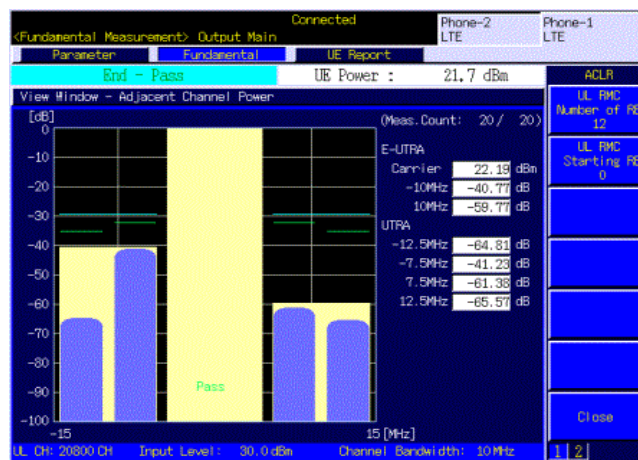 Connected
<Fundamental Measurement> Output Main
Phone-2
LTE
Phone-1
LTE
Parameter
Fundamental
UE Report
End - Pass
UE Power : 21.7 dBm
ACLR
View Window - Adjacent Channel Power
UL RMC
Number of RB
12
UL RMC
Starting RB
0
[dB]
(Meas.Count: 20 / 20)
0
-10
-20
-30
-40
-50
-60
-70
-80
-90
-100
E-UTRA
Carrier 22.19 dBm
-10MHz -40.77 dB
10MHz -59.77 dB
UTRA
-12.5MHz -64.81 dB
-7.5MHz -41.23 dB
7.5MHz -61.38 dB
12.5MHz -65.57 dB
Pass
-15
15 [MHz]
Close
UL CH: 20800 CH Input Level: 30.0 dBm Channel Bandwidth: 10 MHz
1 2